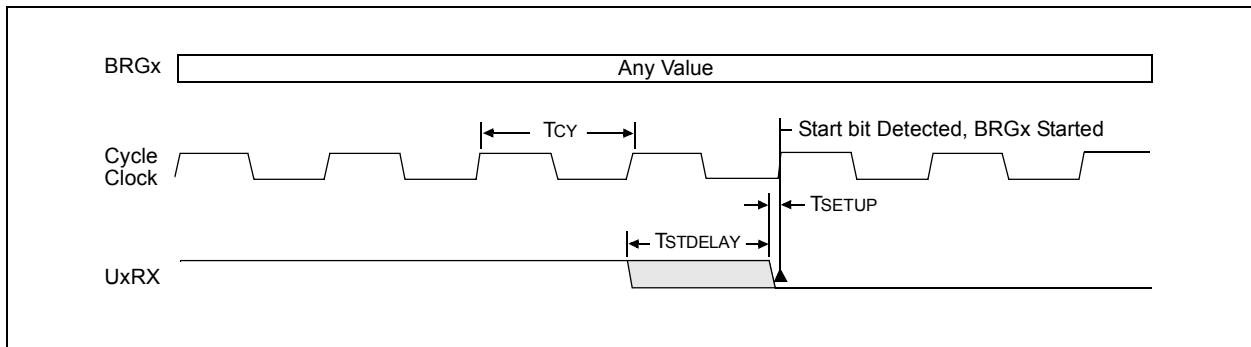 BRGx
Any Value
TCY
Start bit Detected, BRGx Started
Cycle
Clock
TSETUP
TSTDELAY
UxRX